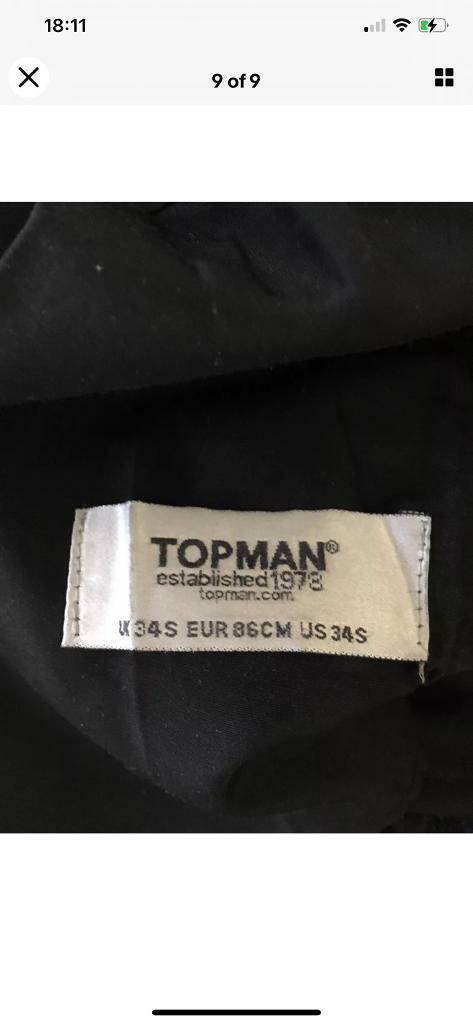 18:11
9 of 9
TOPMAN®
established 1978
topman.com
UK 34S EUR 86CM US 34S